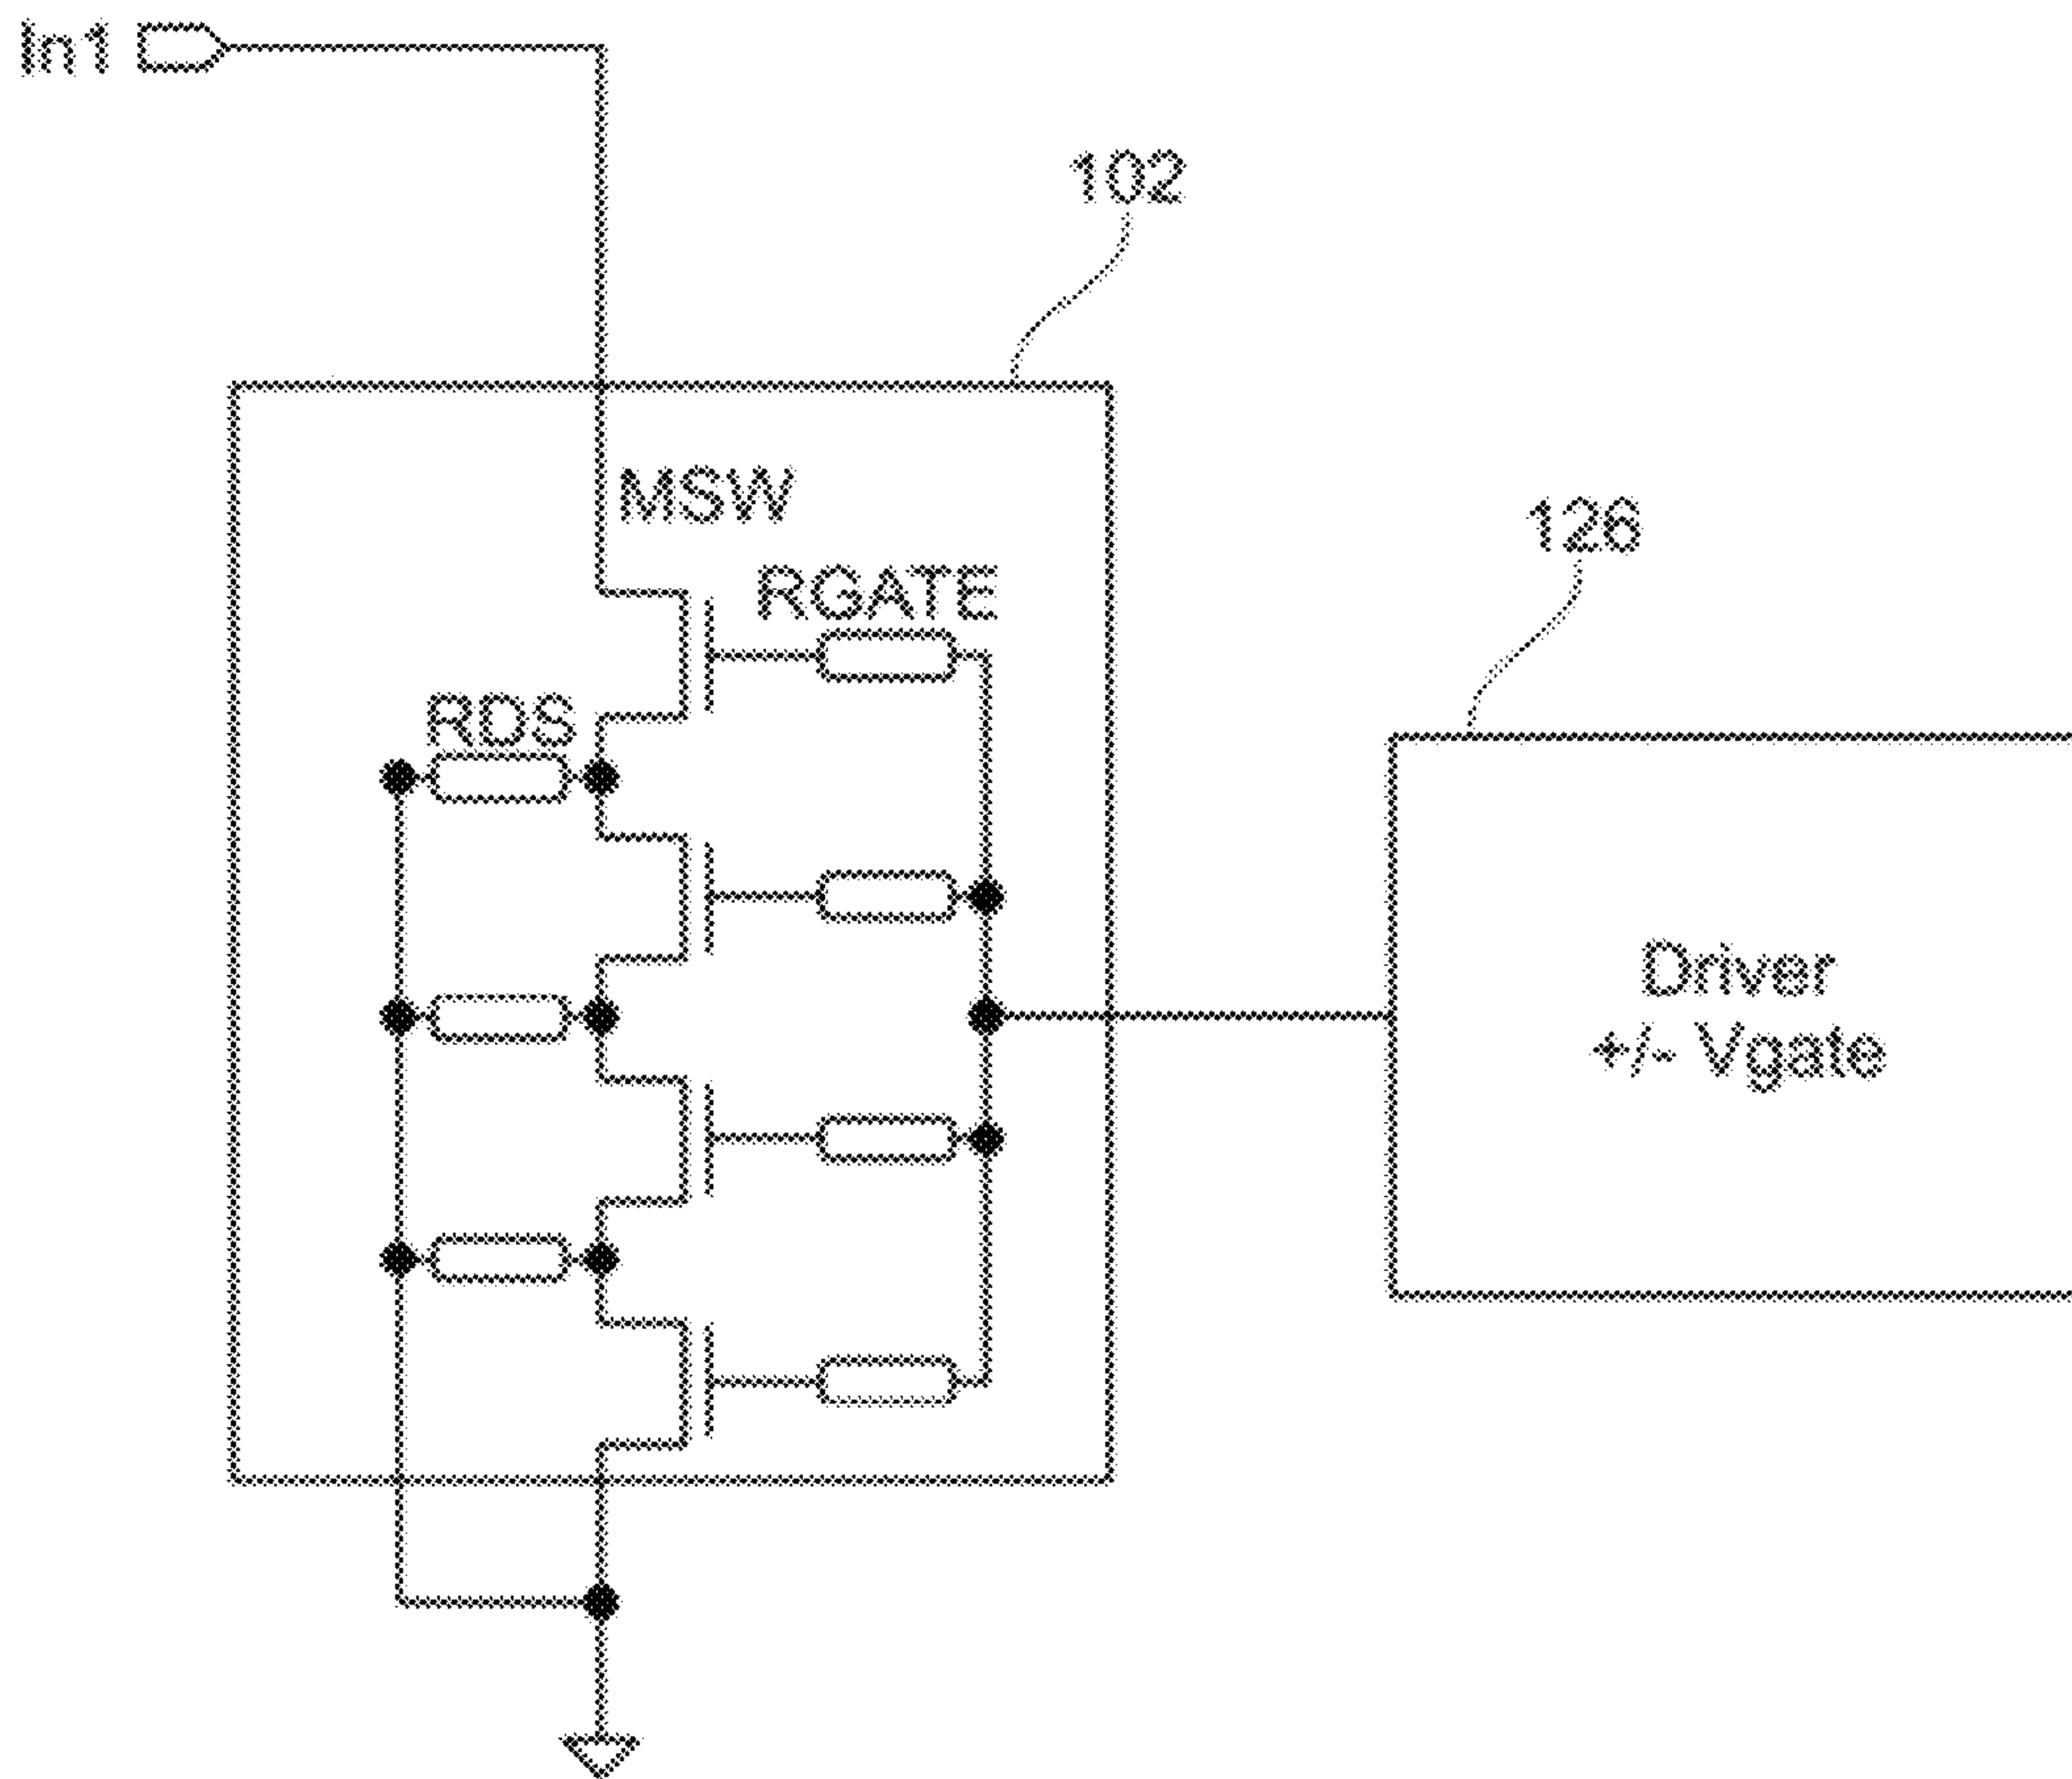 In1
102
MSW
126
RGATE
RDS
Driver
+/- Vgate